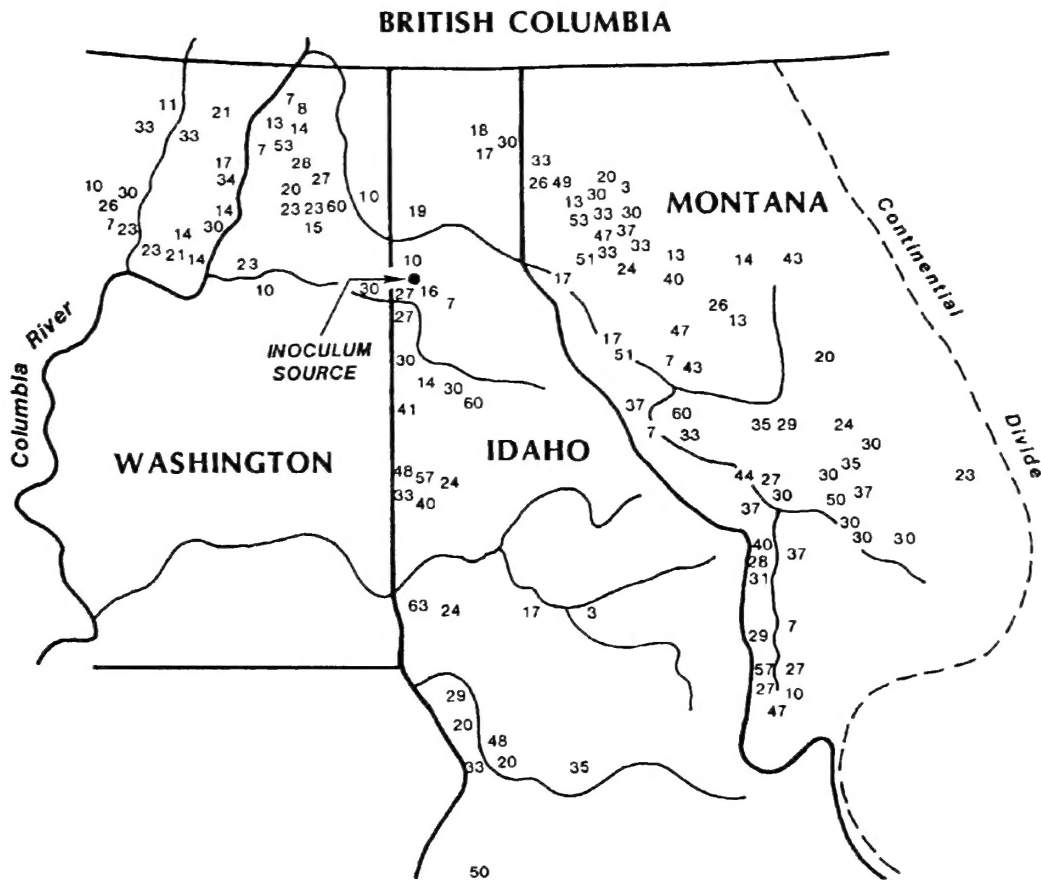 BRITISH COLUMBIA
7
11 21 8
33 33 13 14 18
7 53 17 30
17 28 33
34 20 27 10 26 49 20 3
10 30 13 30 MONTANA
26 14 23 23 60 19 53 33 30
7 23 14 30 15 47 37
23 21 14 51 33 33 13 14 43
23 10 17 24 40
10 30 27 16 7 26
27 13
INOCULUM 17 47
SOURCE 30 51 7 43 20
14 30
41 60 37 60
7 33 35 29 24
Columbia River
Continental
Divide
WASHINGTON IDAHO
30
48 57 24 44 27 30 35 23
33 40 30 50 37
37 30
40 37 30 30
28
31
63 24 17 3
29 7
57 27
29 27 10
20 47
48
33 20 35
50